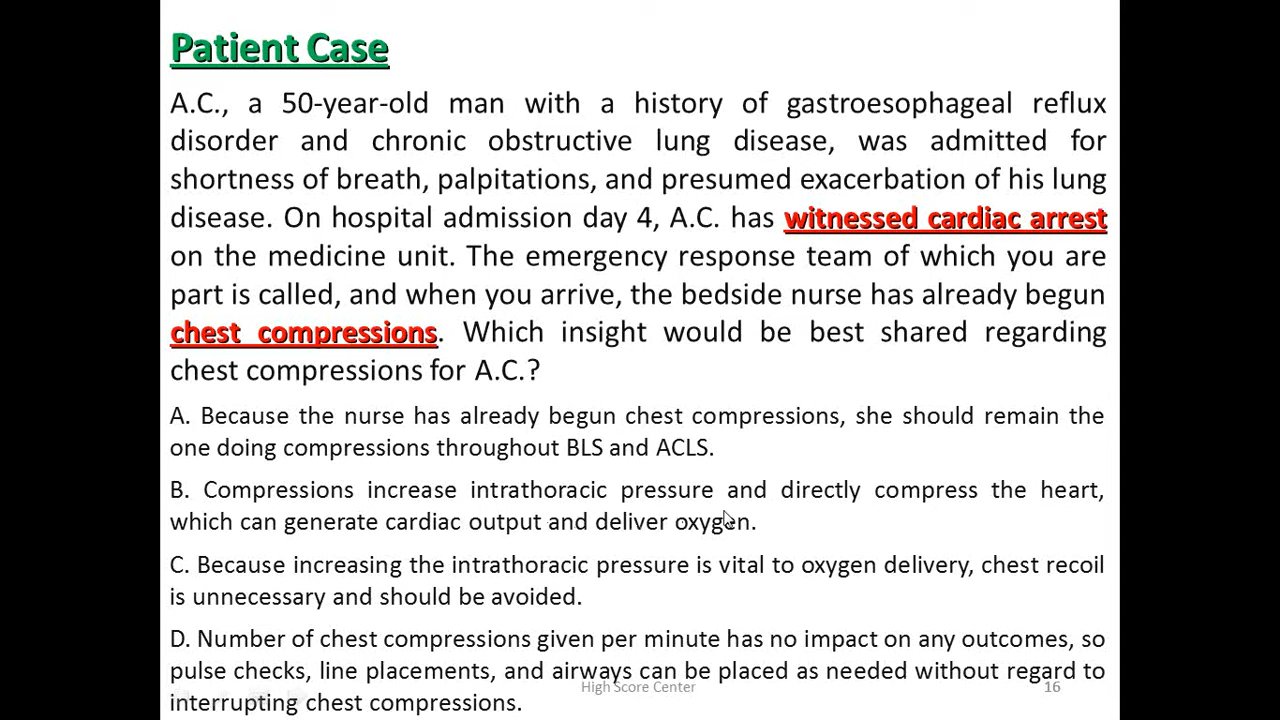 Patient Case
A.C., a 50-year-old man with a history of gastroesophageal reflux
disorder and chronic obstructive lung disease, was admitted for
shortness of breath, palpitations, and presumed exacerbation of his lung
disease. On hospital admission day 4, A.C. has witnessed cardiac arrest
on the medicine unit. The emergency response team of which you are
part is called, and when you arrive, the bedside nurse has already begun
chest compressions. Which insight would be best shared regarding
chest compressions for A.C.?
A. Because the nurse has already begun chest compressions, she should remain the
one doing compressions throughout BLS and ACLS.
B. Compressions increase intrathoracic pressure and directly compress the heart,
which can generate cardiac output and deliver oxygen.
C. Because increasing the intrathoracic pressure is vital to oxygen delivery, chest recoil
is unnecessary and should be avoided.
D. Number of chest compressions given per minute has no impact on any outcomes, so
pulse checks, line placements, and airways can be placed as needed without regard to
interrupting chest compressions.
High Score Center
16